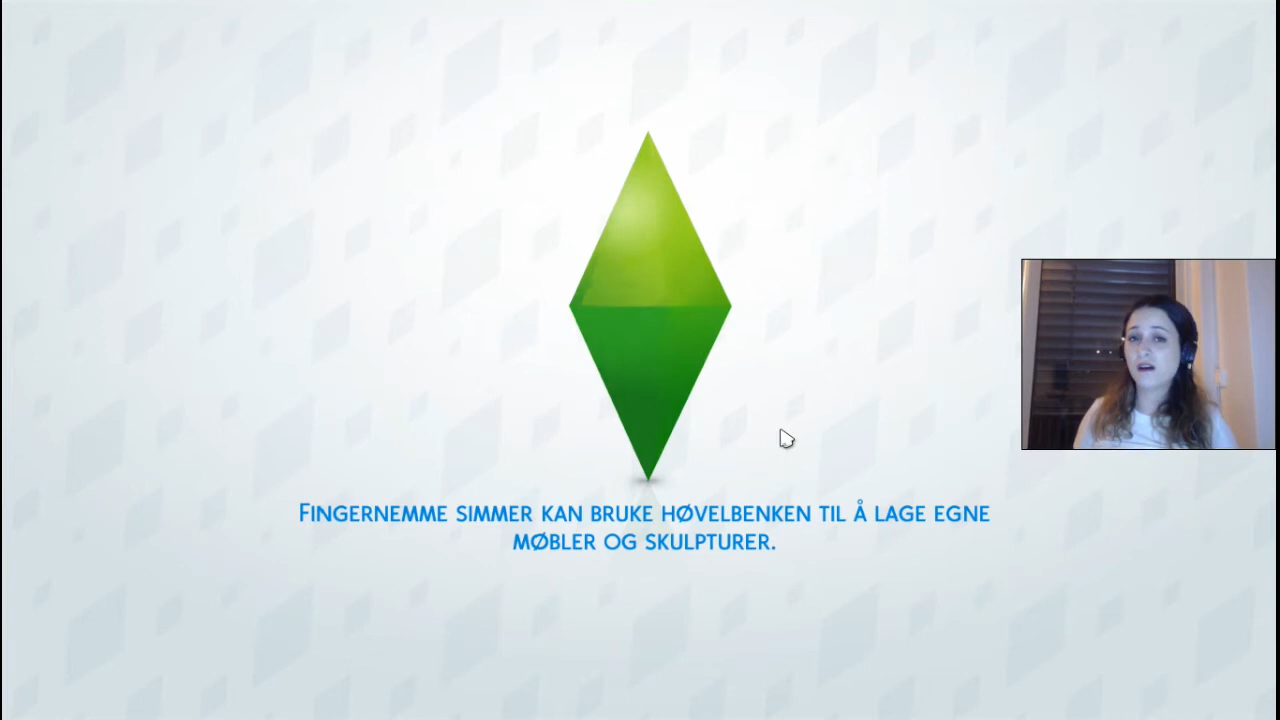 Fingernemme simmer kan bruke høvelbenken til å lage egne
møbler og skulpturer.